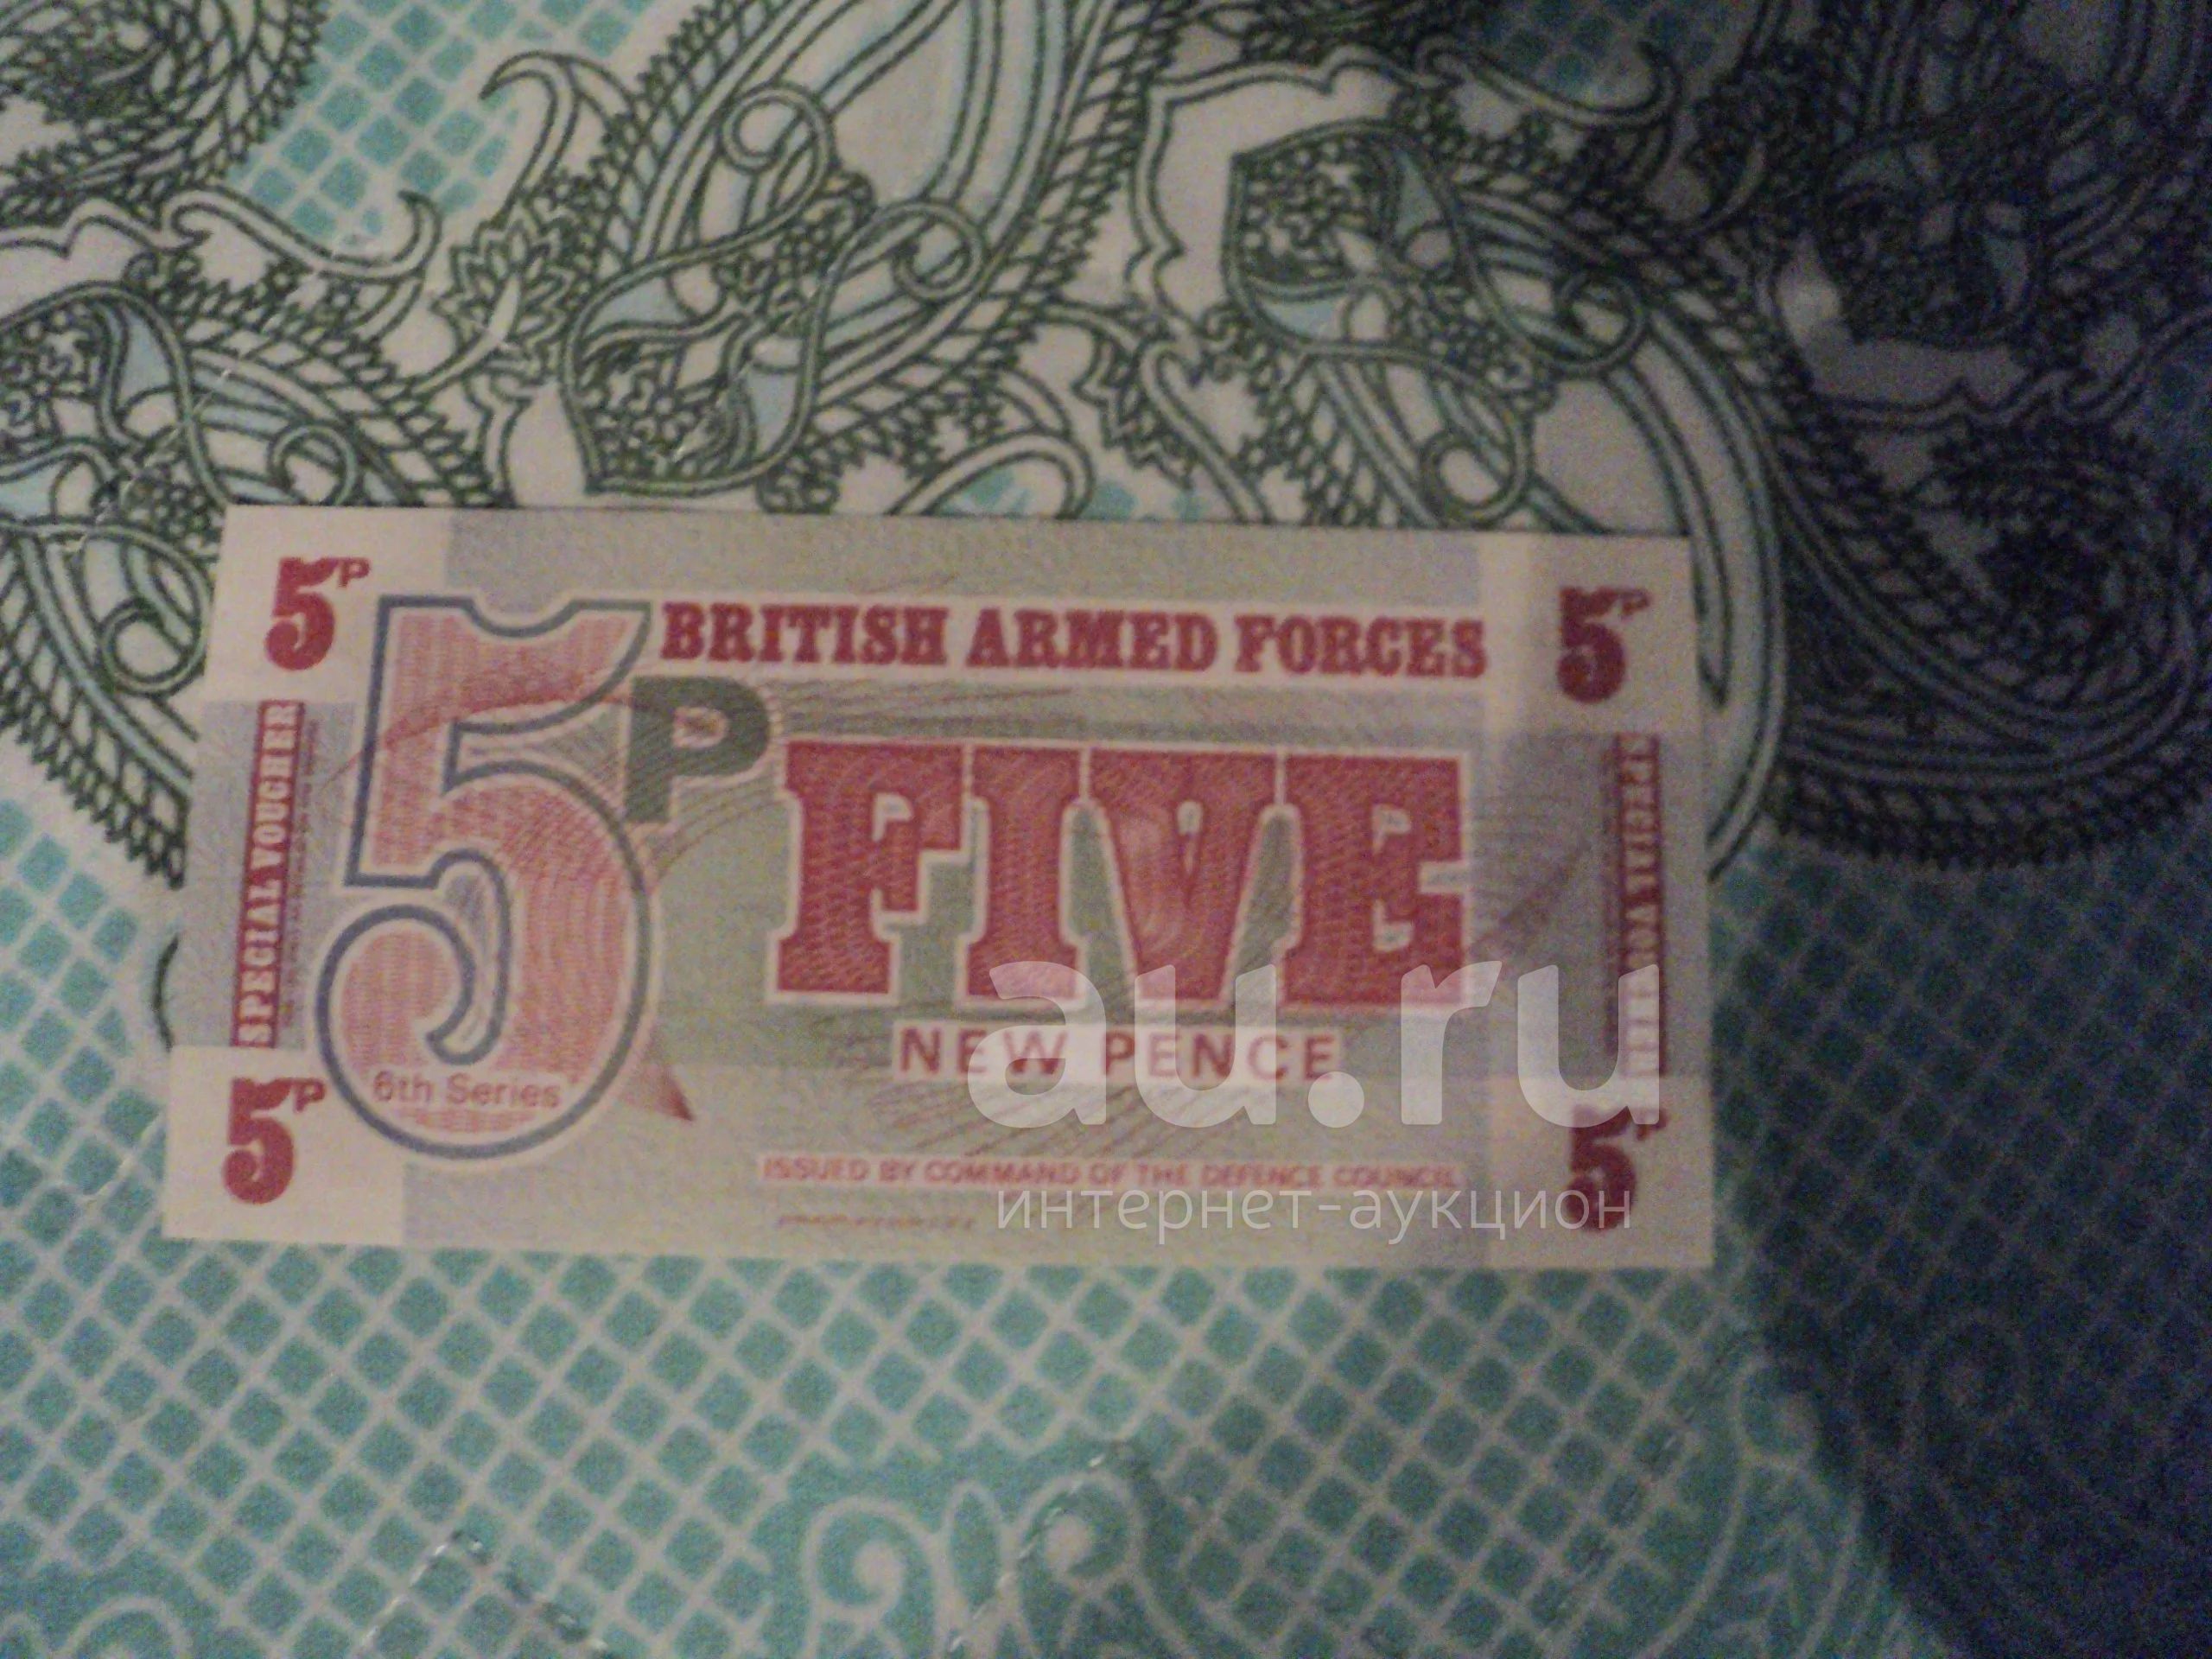 5P
BRITISH ARMED FORCES
5P
5P
FIVE
NEW PENCE
6th Series
SPECIAL VOUCHER
SPECIAL VOUCHER
5P
5P
ISSUED BY COMMAND OF THE DEFENCE COUNCIL
au.ru
интернет-аукцион